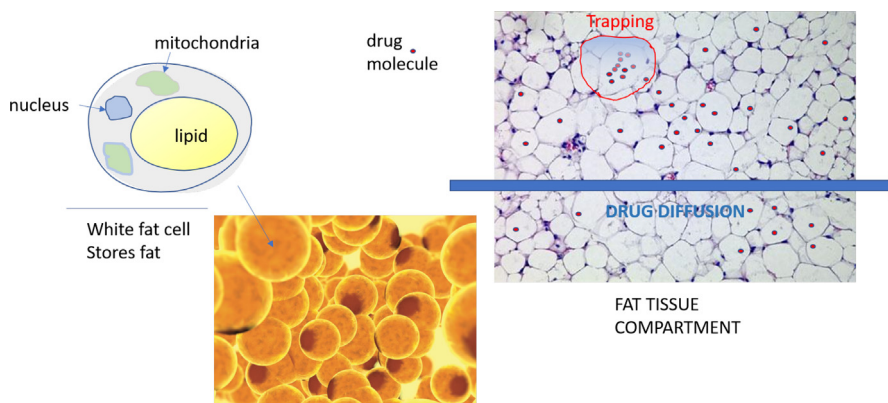 mitochondria
nucleus
lipid
White fat cell
Stores fat
drug
molecule
Trapping
DRUG DIFFUSION
FAT TISSUE
COMPARTMENT